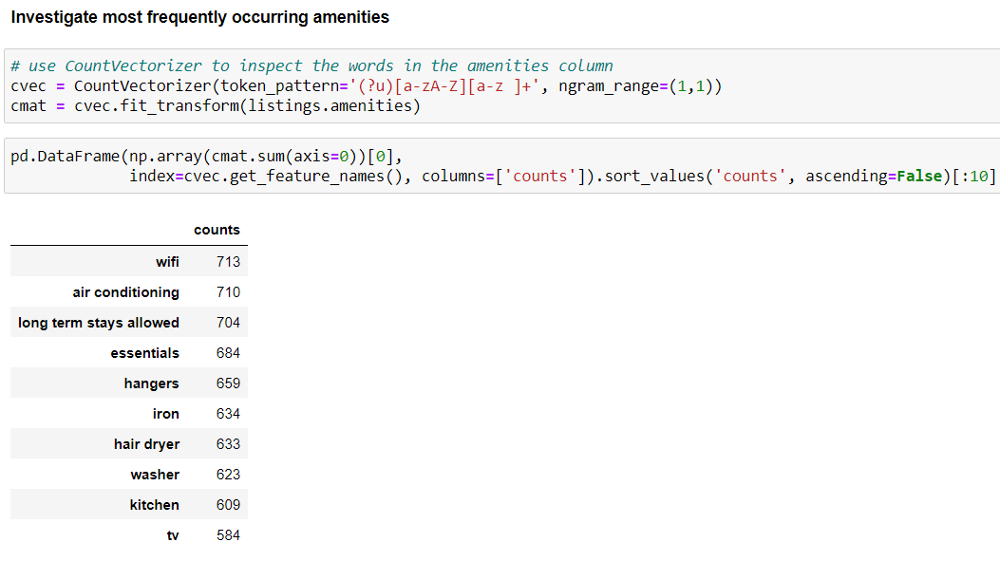 Investigate most frequently occurring amenities
# use CountVectorizer to inspect the words in the amenities column
cvec = CountVectorizer(token_pattern='(?u)[a-zA-Z][a-z ]+', ngram_range=(1,1))
cmat = cvec.fit_transform(listings.amenities)
pd.DataFrame(np.array(cmat.sum(axis=0))[0],
index=cvec.get_feature_names(), columns=['counts']).sort_values('counts', ascending=False)[:10]
counts
wifi 713
air conditioning 710
long term stays allowed 704
essentials 684
hangers 659
iron 634
hair dryer 633
washer 623
kitchen 609
tv 584